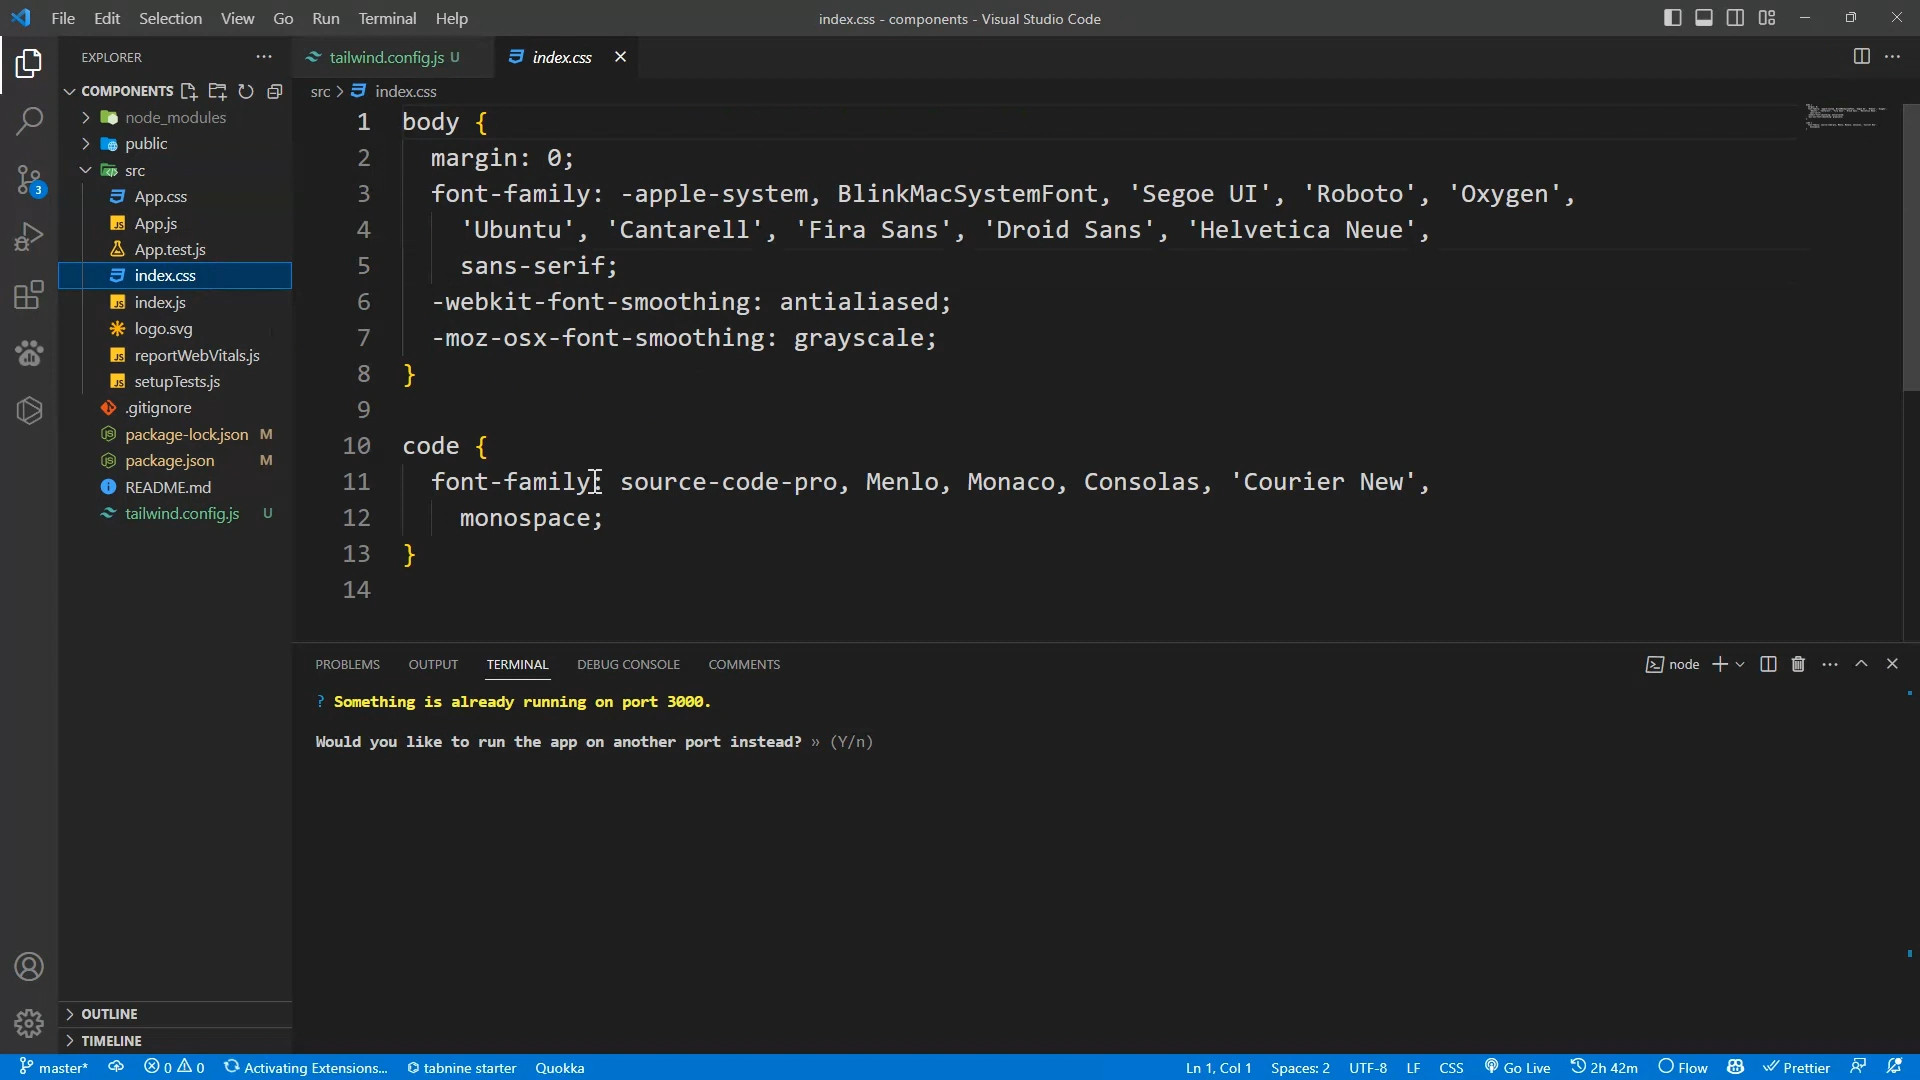 File Edit Selection View Go Run Terminal Help
index.css - components - Visual Studio Code
EXPLORER
COMPONENTS
node_modules
public
src
App.css
App.js
App.test.js
index.css
index.js
logo.svg
reportWebVitals.js
setupTests.js
.gitignore
package-lock.json M
package.json M
README.md
tailwind.config.js U
OUTLINE
TIMELINE
3
tailwind.config.js U
index.css
src > index.css
1 body {
2 margin: 0;
3 font-family: -apple-system, BlinkMacSystemFont, 'Segoe UI', 'Roboto', 'Oxygen',
4 'Ubuntu', 'Cantarell', 'Fira Sans', 'Droid Sans', 'Helvetica Neue',
5 sans-serif;
6 -webkit-font-smoothing: antialiased;
7 -moz-osx-font-smoothing: grayscale;
8 }
9
10 code {
11 font-family: source-code-pro, Menlo, Monaco, Consolas, 'Courier New',
12 monospace;
13 }
14
PROBLEMS OUTPUT TERMINAL DEBUG CONSOLE COMMENTS
node
? Something is already running on port 3000.
Would you like to run the app on another port instead? » (Y/n)
master* 0 0 Activating Extensions... tabnine starter Quokka
Ln 1, Col 1 Spaces: 2 UTF-8 LF CSS Go Live 2h 42m Flow Prettier